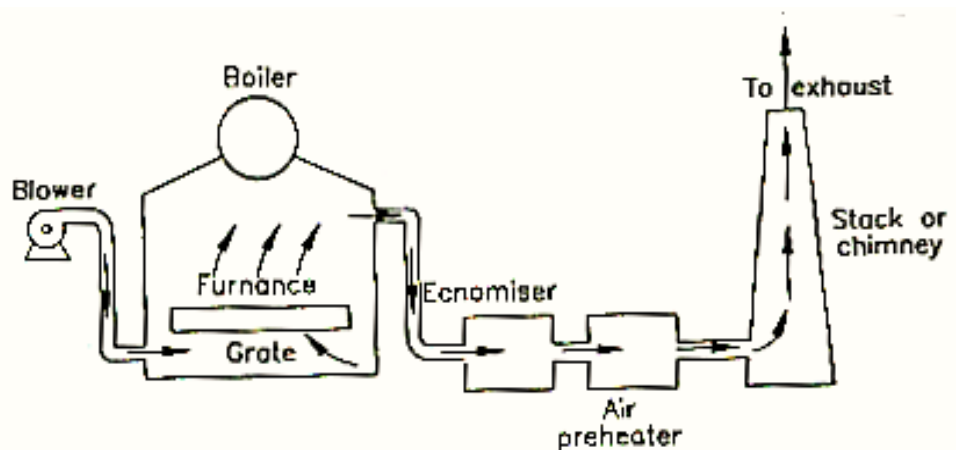 Boiler
To exhaust
Blower
Stack or
chimney
Furnance
Ecnomiser
Grate
Air
preheater